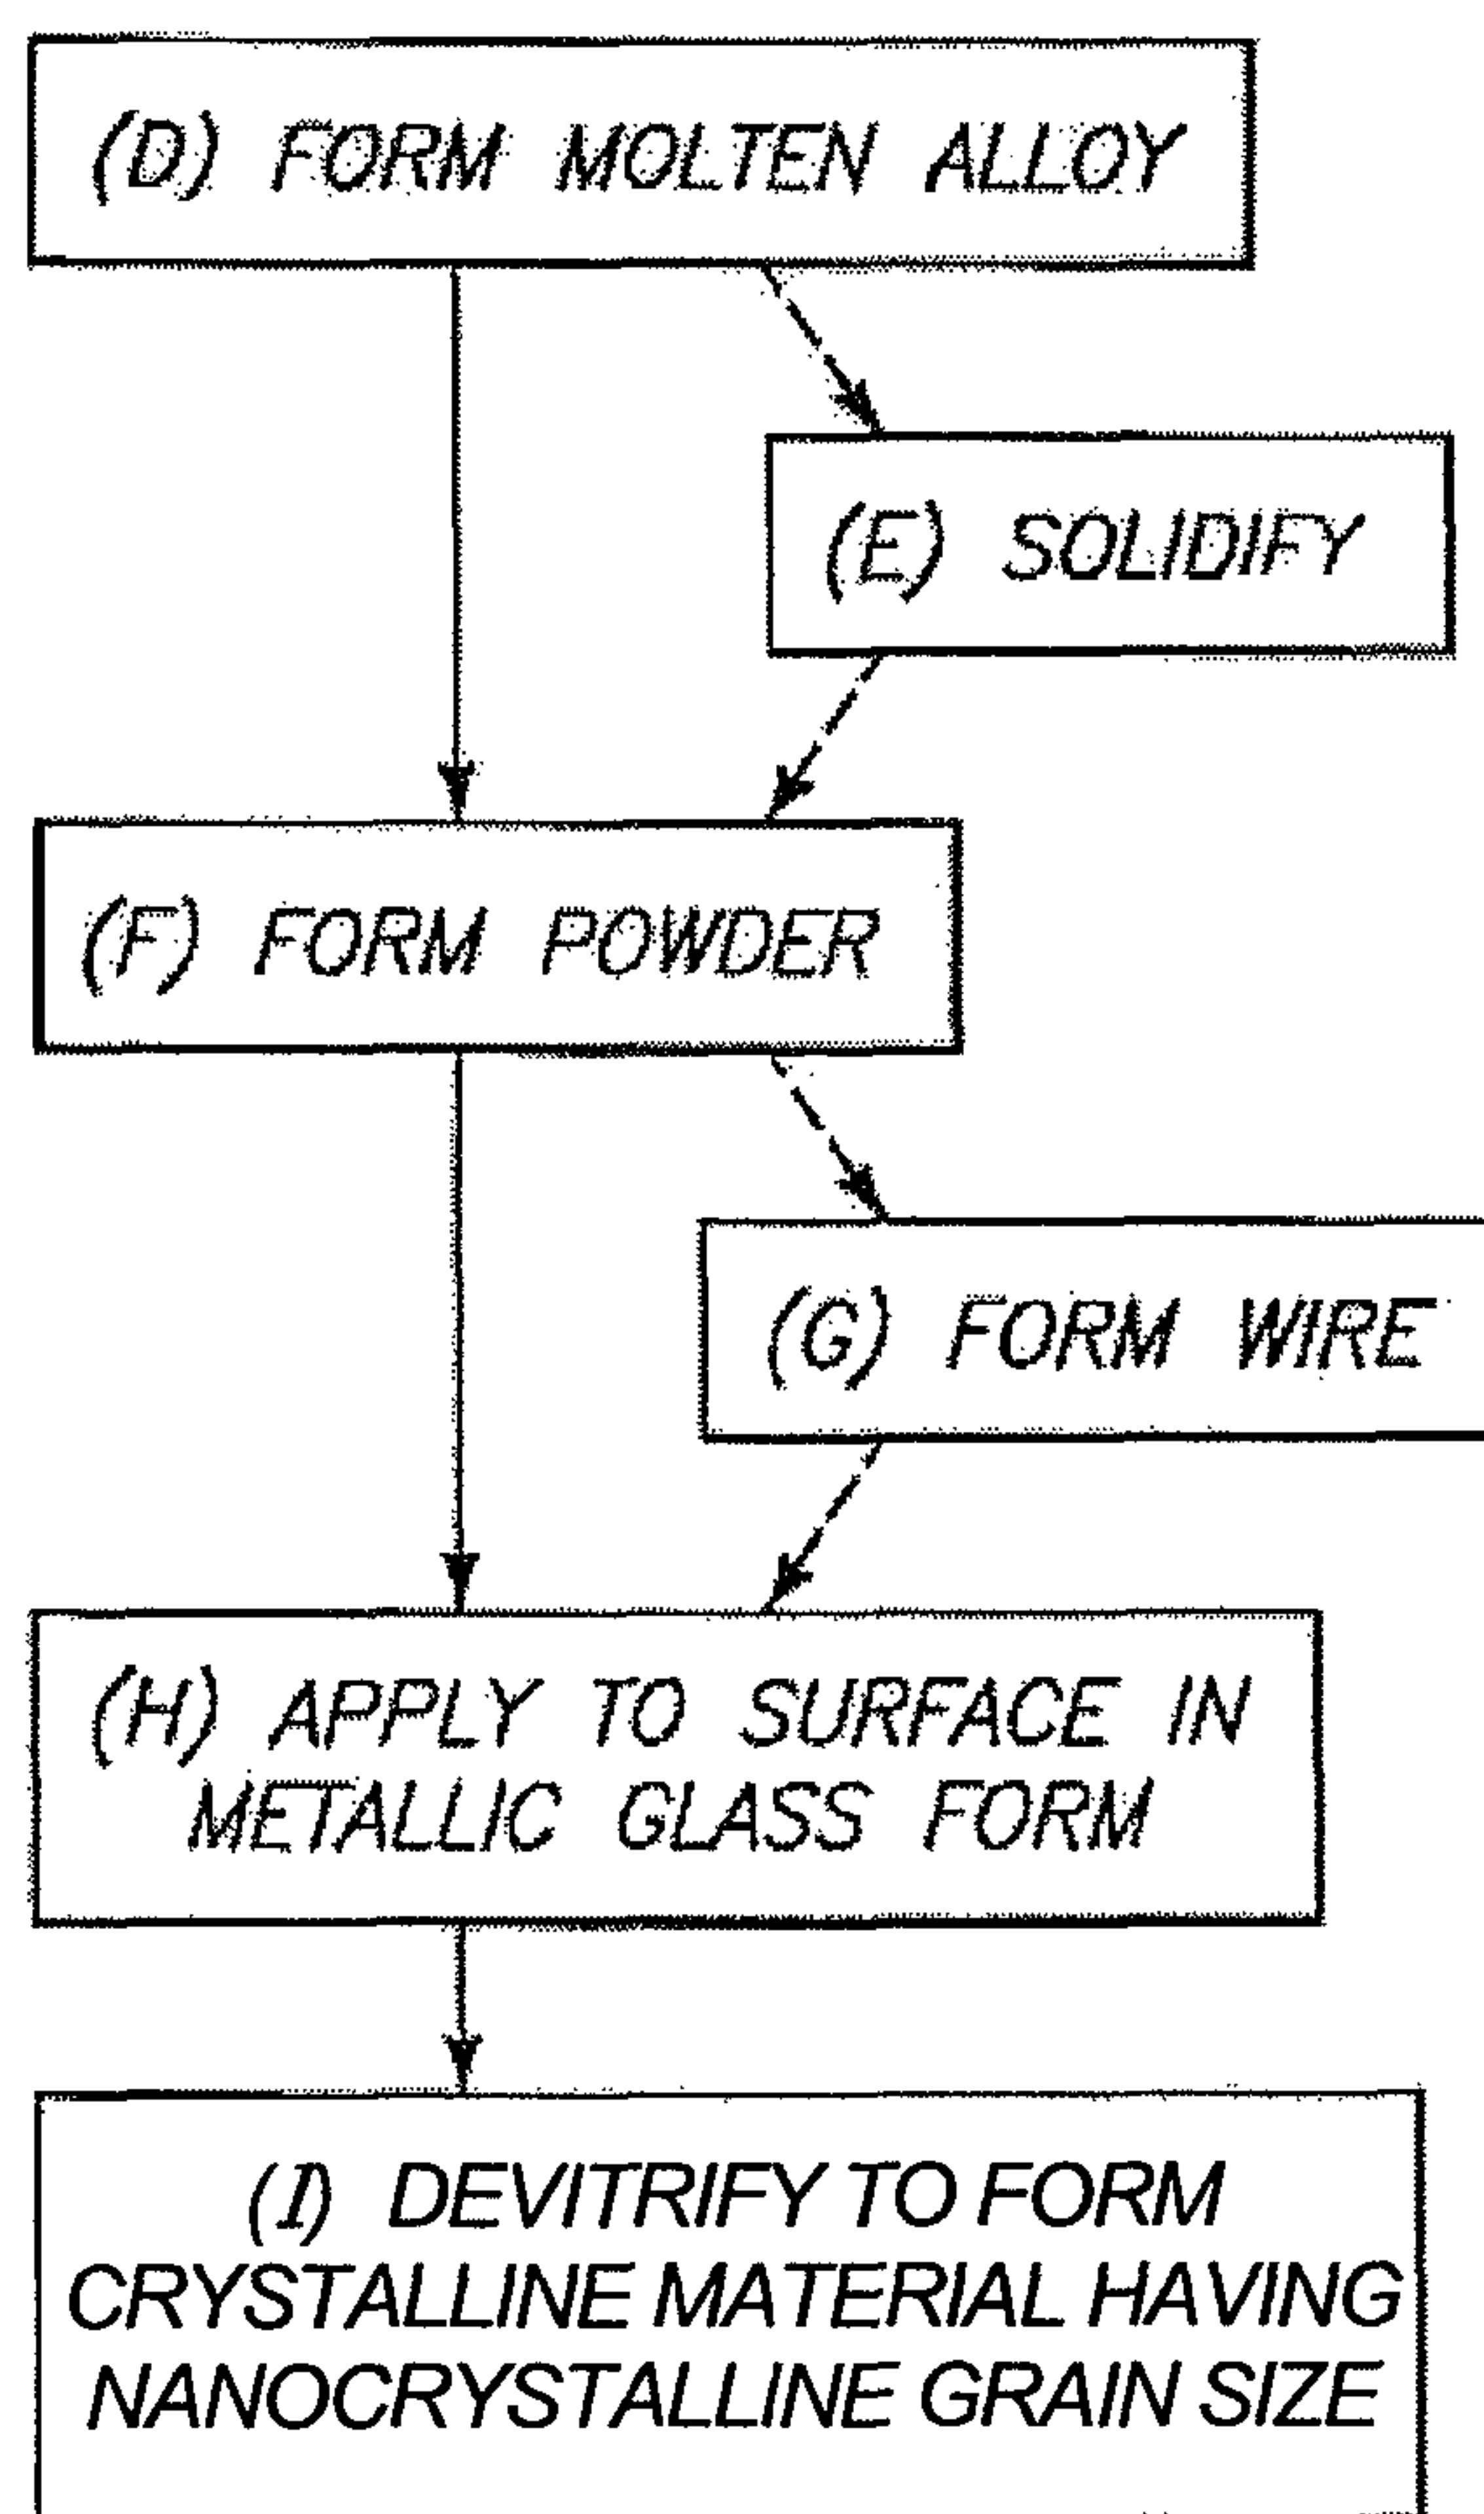 (D) FORM MOLTEN ALLOY
(E) SOLIDIFY
(F) FORM POWDER
(G) FORM WIRE
(H) APPLY TO SURFACE IN
METALLIC GLASS FORM
(I) DEVITRIFY TO FORM
CRYSTALLINE MATERIAL HAVING
NANOCRYSTALLINE GRAIN SIZE